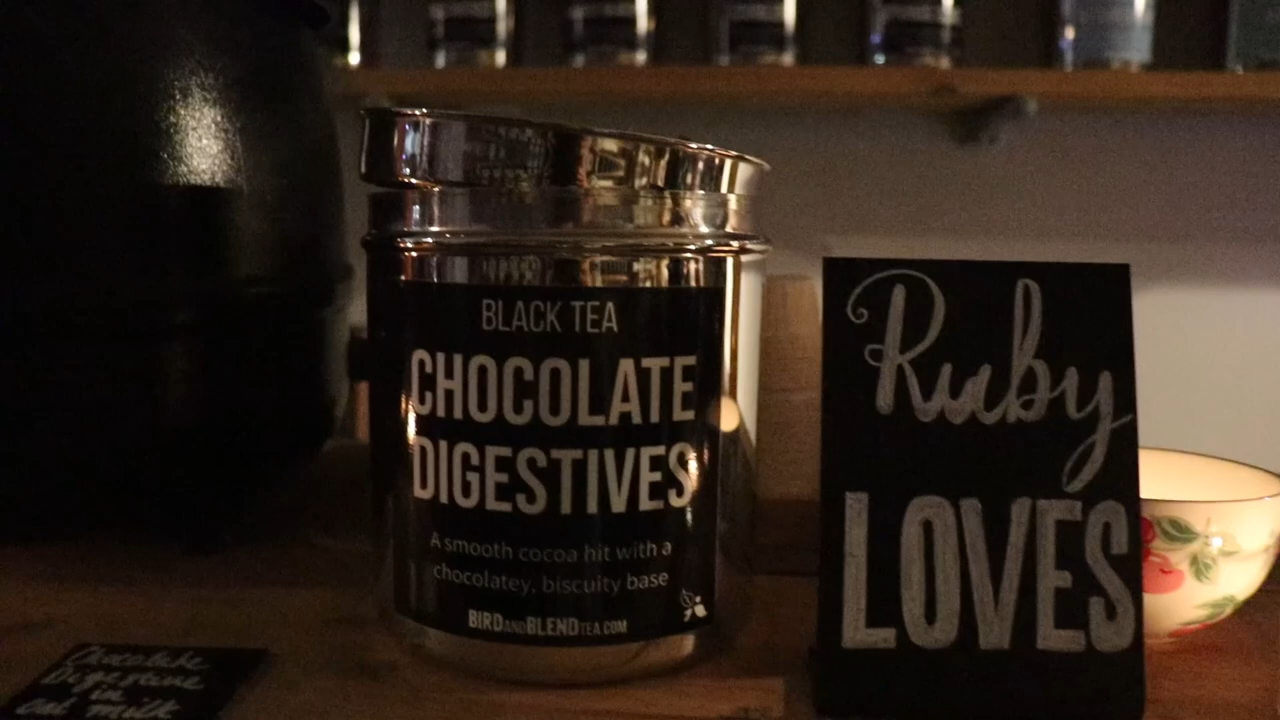 BLACK TEA
CHOCOLATE
DIGESTIVES
A smooth cocoa hit with a
chocolatey, biscuity base
BIRDANDBLENDTEA.COM
Ruby
LOVES
Chocolate
Digestive
in
oat milk